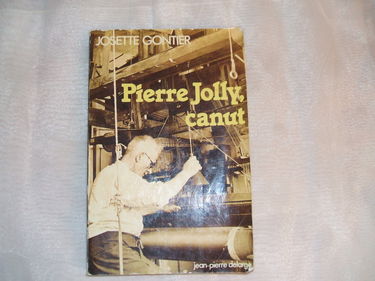 JOSETTE GONTIER
Pierre Jolly,
canut
jean-pierre delarge